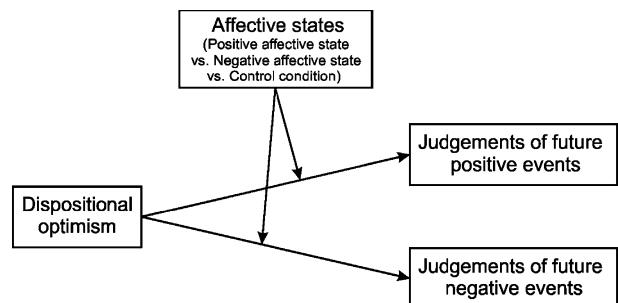 Affective states
(Positive affective state
vs. Negative affective state
vs. Control condition)
Judgements of future
positive events
Dispositional
optimism
Judgements of future
negative events